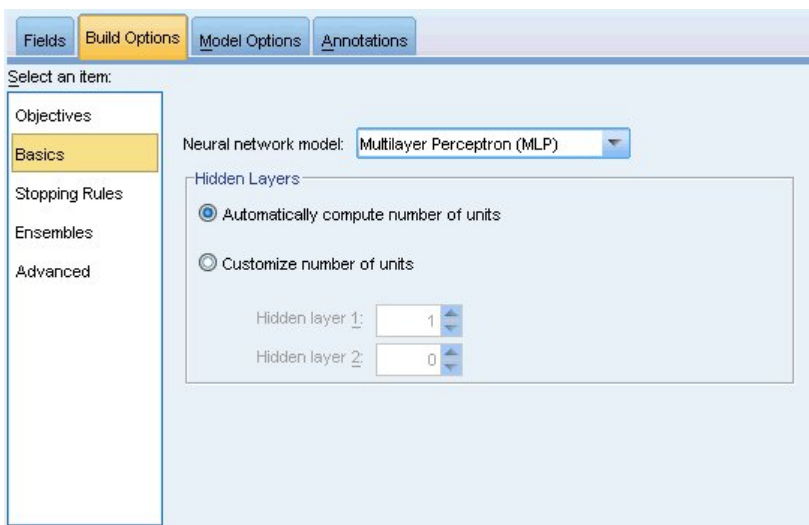 Fields Build Options Model Options Annotations
Select an item:
Objectives
Basics
Stopping Rules
Ensembles
Advanced
Neural network model: Multilayer Perceptron (MLP)
Hidden Layers
Automatically compute number of units
Customize number of units
Hidden layer 1: 1
Hidden layer 2: 0